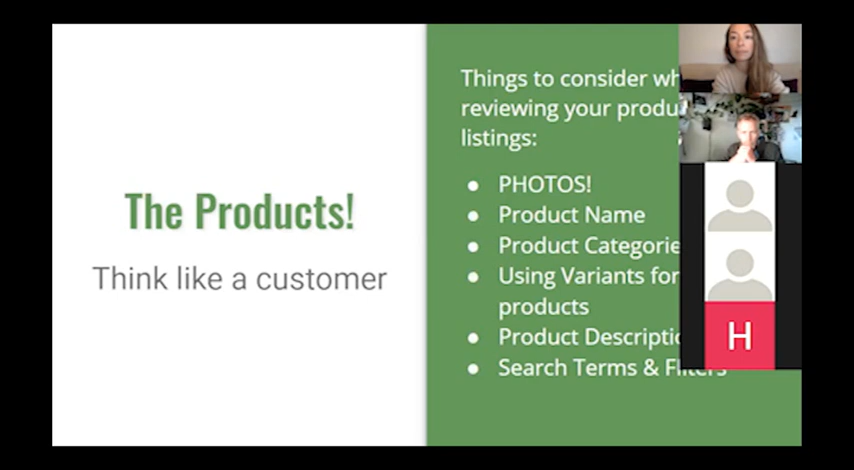 The Products!
Think like a customer
Things to consider
reviewing your
listings:
● PHOTOS!
● Product Name
● Product
● Using Variants for
products
● Product
● Search Terms & Filters
H